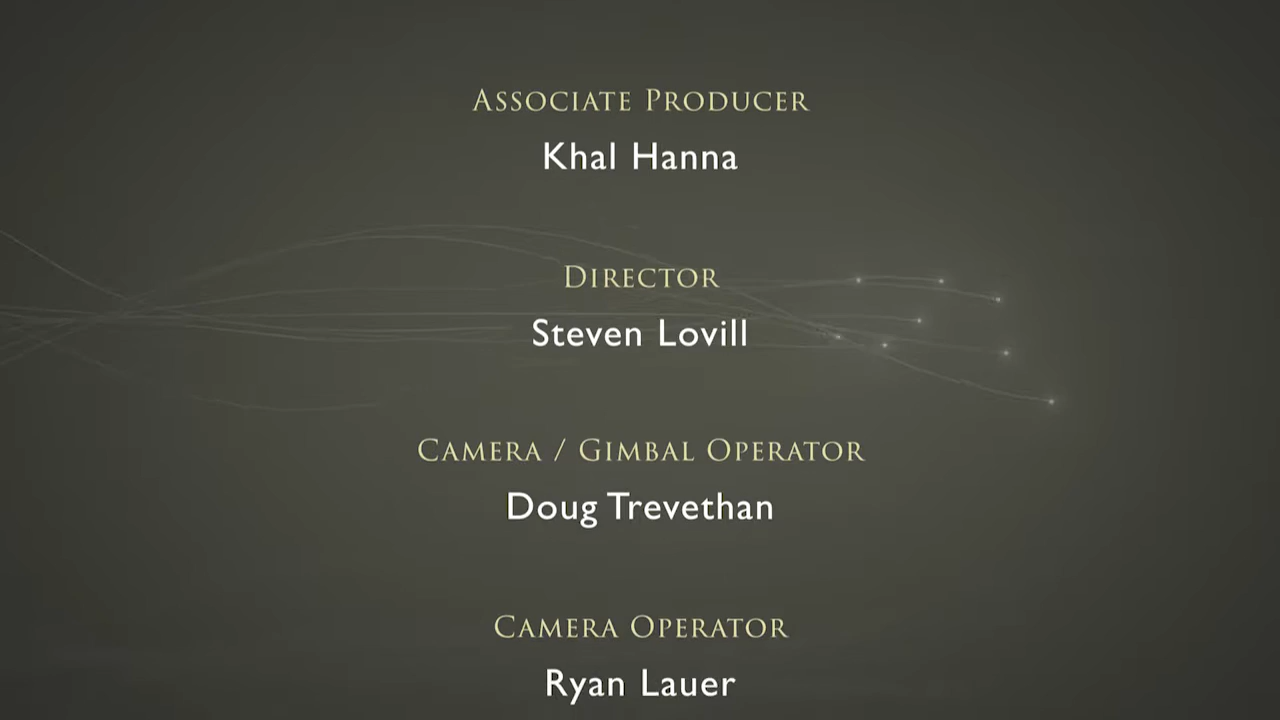 Associate Producer
Khal Hanna
Director
Steven Lovill
Camera / Gimbal Operator
Doug Trevethan
Camera Operator
Ryan Lauer